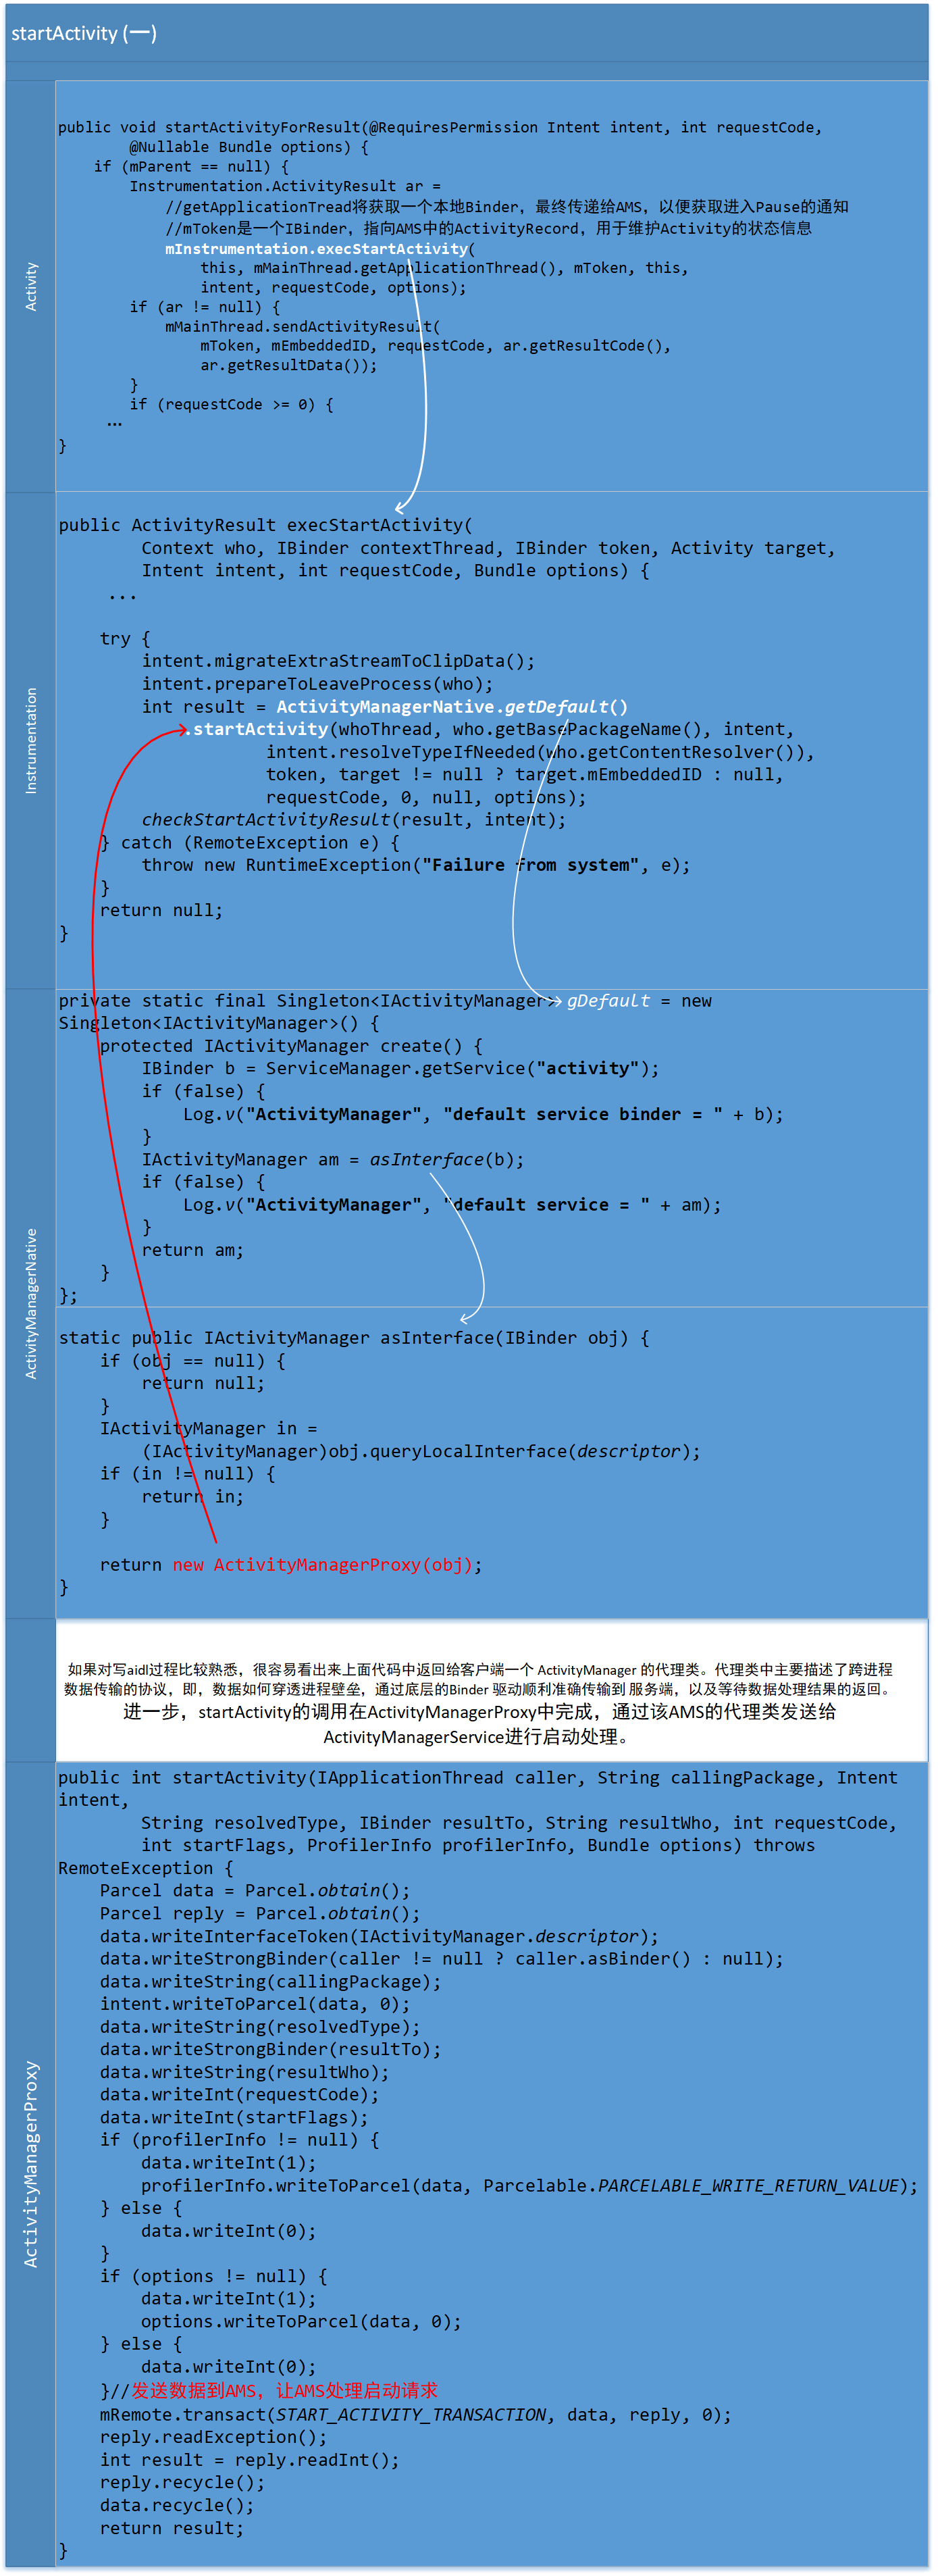 startActivity (一)
Activity
public void startActivityForResult(@RequiresPermission Intent intent, int requestCode,
        @Nullable Bundle options) {
    if (mParent == null) {
        Instrumentation.ActivityResult ar =
            //getApplicationTread将获取一个本地Binder，最终传递给AMS，以便获取进入Pause的通知
            //mToken是一个IBinder，指向AMS中的ActivityRecord，用于维护Activity的状态信息
            mInstrumentation.execStartActivity(
                this, mMainThread.getApplicationThread(), mToken, this,
                intent, requestCode, options);
        if (ar != null) {
            mMainThread.sendActivityResult(
                mToken, mEmbeddedID, requestCode, ar.getResultCode(),
                ar.getResultData());
        }
        if (requestCode >= 0) {
     ...
}
Instrumentation
public ActivityResult execStartActivity(
        Context who, IBinder contextThread, IBinder token, Activity target,
        Intent intent, int requestCode, Bundle options) {
     ...
    try {
        intent.migrateExtraStreamToClipData();
        intent.prepareToLeaveProcess(who);
        int result = ActivityManagerNative.getDefault()
            .startActivity(whoThread, who.getBasePackageName(), intent,
                    intent.resolveTypeIfNeeded(who.getContentResolver()),
                    token, target != null ? target.mEmbeddedID : null,
                    requestCode, 0, null, options);
        checkStartActivityResult(result, intent);
    } catch (RemoteException e) {
        throw new RuntimeException("Failure from system", e);
    }
    return null;
}
ActivityManagerNative
private static final Singleton<IActivityManager> gDefault = new
Singleton<IActivityManager>() {
    protected IActivityManager create() {
        IBinder b = ServiceManager.getService("activity");
        if (false) {
            Log.v("ActivityManager", "default service binder = " + b);
        }
        IActivityManager am = asInterface(b);
        if (false) {
            Log.v("ActivityManager", "default service = " + am);
        }
        return am;
    }
};
static public IActivityManager asInterface(IBinder obj) {
    if (obj == null) {
        return null;
    }
    IActivityManager in =
        (IActivityManager)obj.queryLocalInterface(descriptor);
    if (in != null) {
        return in;
    }
    return new ActivityManagerProxy(obj);
}
如果对写aidl过程比较熟悉，很容易看出来上面代码中返回给客户端一个 ActivityManager 的代理类。代理类中主要描述了跨进程
数据传输的协议，即，数据如何穿透进程壁垒，通过底层的Binder 驱动顺利准确传输到 服务端，以及等待数据处理结果的返回。
进一步，startActivity的调用在ActivityManagerProxy中完成，通过该AMS的代理类发送给
ActivityManagerService进行启动处理。
ActivityManagerProxy
public int startActivity(IApplicationThread caller, String callingPackage, Intent
intent,
        String resolvedType, IBinder resultTo, String resultWho, int requestCode,
        int startFlags, ProfilerInfo profilerInfo, Bundle options) throws
RemoteException {
    Parcel data = Parcel.obtain();
    Parcel reply = Parcel.obtain();
    data.writeInterfaceToken(IActivityManager.descriptor);
    data.writeStrongBinder(caller != null ? caller.asBinder() : null);
    data.writeString(callingPackage);
    intent.writeToParcel(data, 0);
    data.writeString(resolvedType);
    data.writeStrongBinder(resultTo);
    data.writeString(resultWho);
    data.writeInt(requestCode);
    data.writeInt(startFlags);
    if (profilerInfo != null) {
        data.writeInt(1);
        profilerInfo.writeToParcel(data, Parcelable.PARCELABLE_WRITE_RETURN_VALUE);
    } else {
        data.writeInt(0);
    }
    if (options != null) {
        data.writeInt(1);
        options.writeToParcel(data, 0);
    } else {
        data.writeInt(0);
    }//发送数据到AMS，让AMS处理启动请求
    mRemote.transact(START_ACTIVITY_TRANSACTION, data, reply, 0);
    reply.readException();
    int result = reply.readInt();
    reply.recycle();
    data.recycle();
    return result;
}